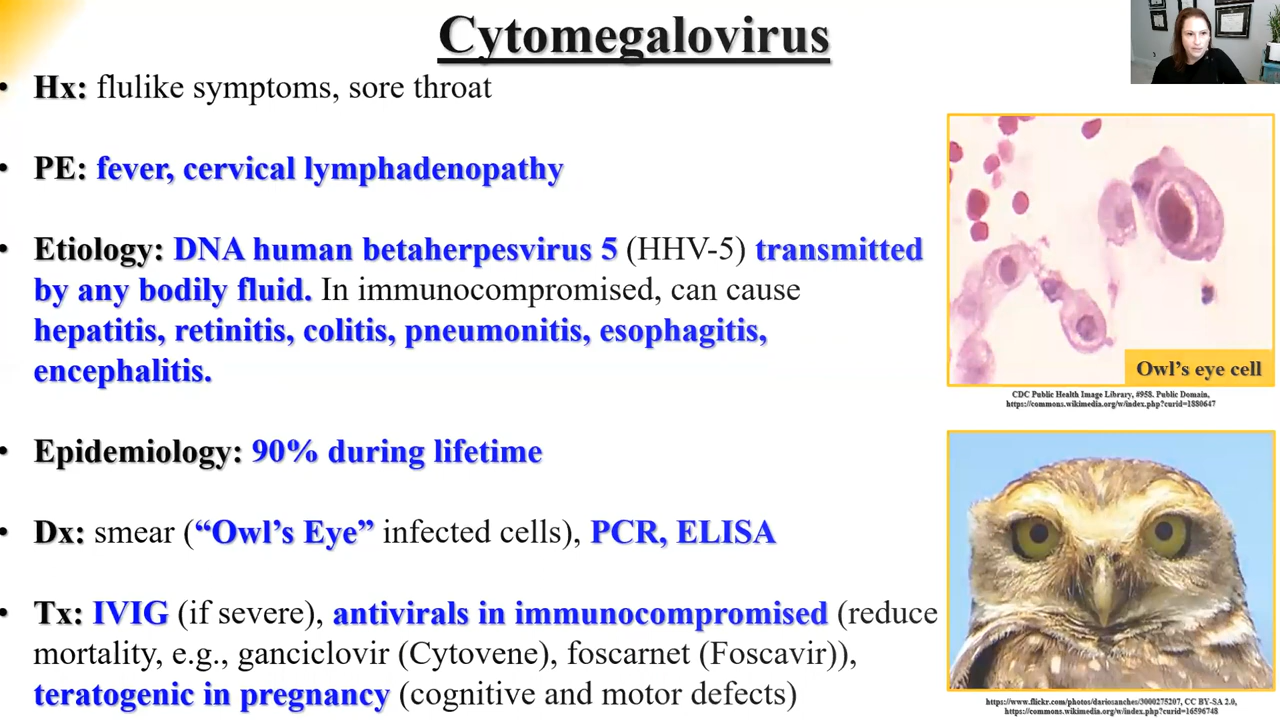 Cytomegalovirus
• Hx: flulike symptoms, sore throat
• PE: fever, cervical lymphadenopathy
• Etiology: DNA human betaherpesvirus 5 (HHV-5) transmitted
by any bodily fluid. In immunocompromised, can cause
hepatitis, retinitis, colitis, pneumonitis, esophagitis,
encephalitis.
• Epidemiology: 90% during lifetime
• Dx: smear (“Owl’s Eye” infected cells), PCR, ELISA
• Tx: IVIG (if severe), antivirals in immunocompromised (reduce
mortality, e.g., ganciclovir (Cytovene), foscarnet (Foscavir)),
teratogenic in pregnancy (cognitive and motor defects)
Owl’s eye cell
CDC Public Health Image Library, #958. Public Domain,
https://commons.wikimedia.org/w/index.php?curid=1880647
https://www.flickr.com/photos/dariosanches/3000275207, CC BY-SA 2.0,
https://commons.wikimedia.org/w/index.php?curid=16596748